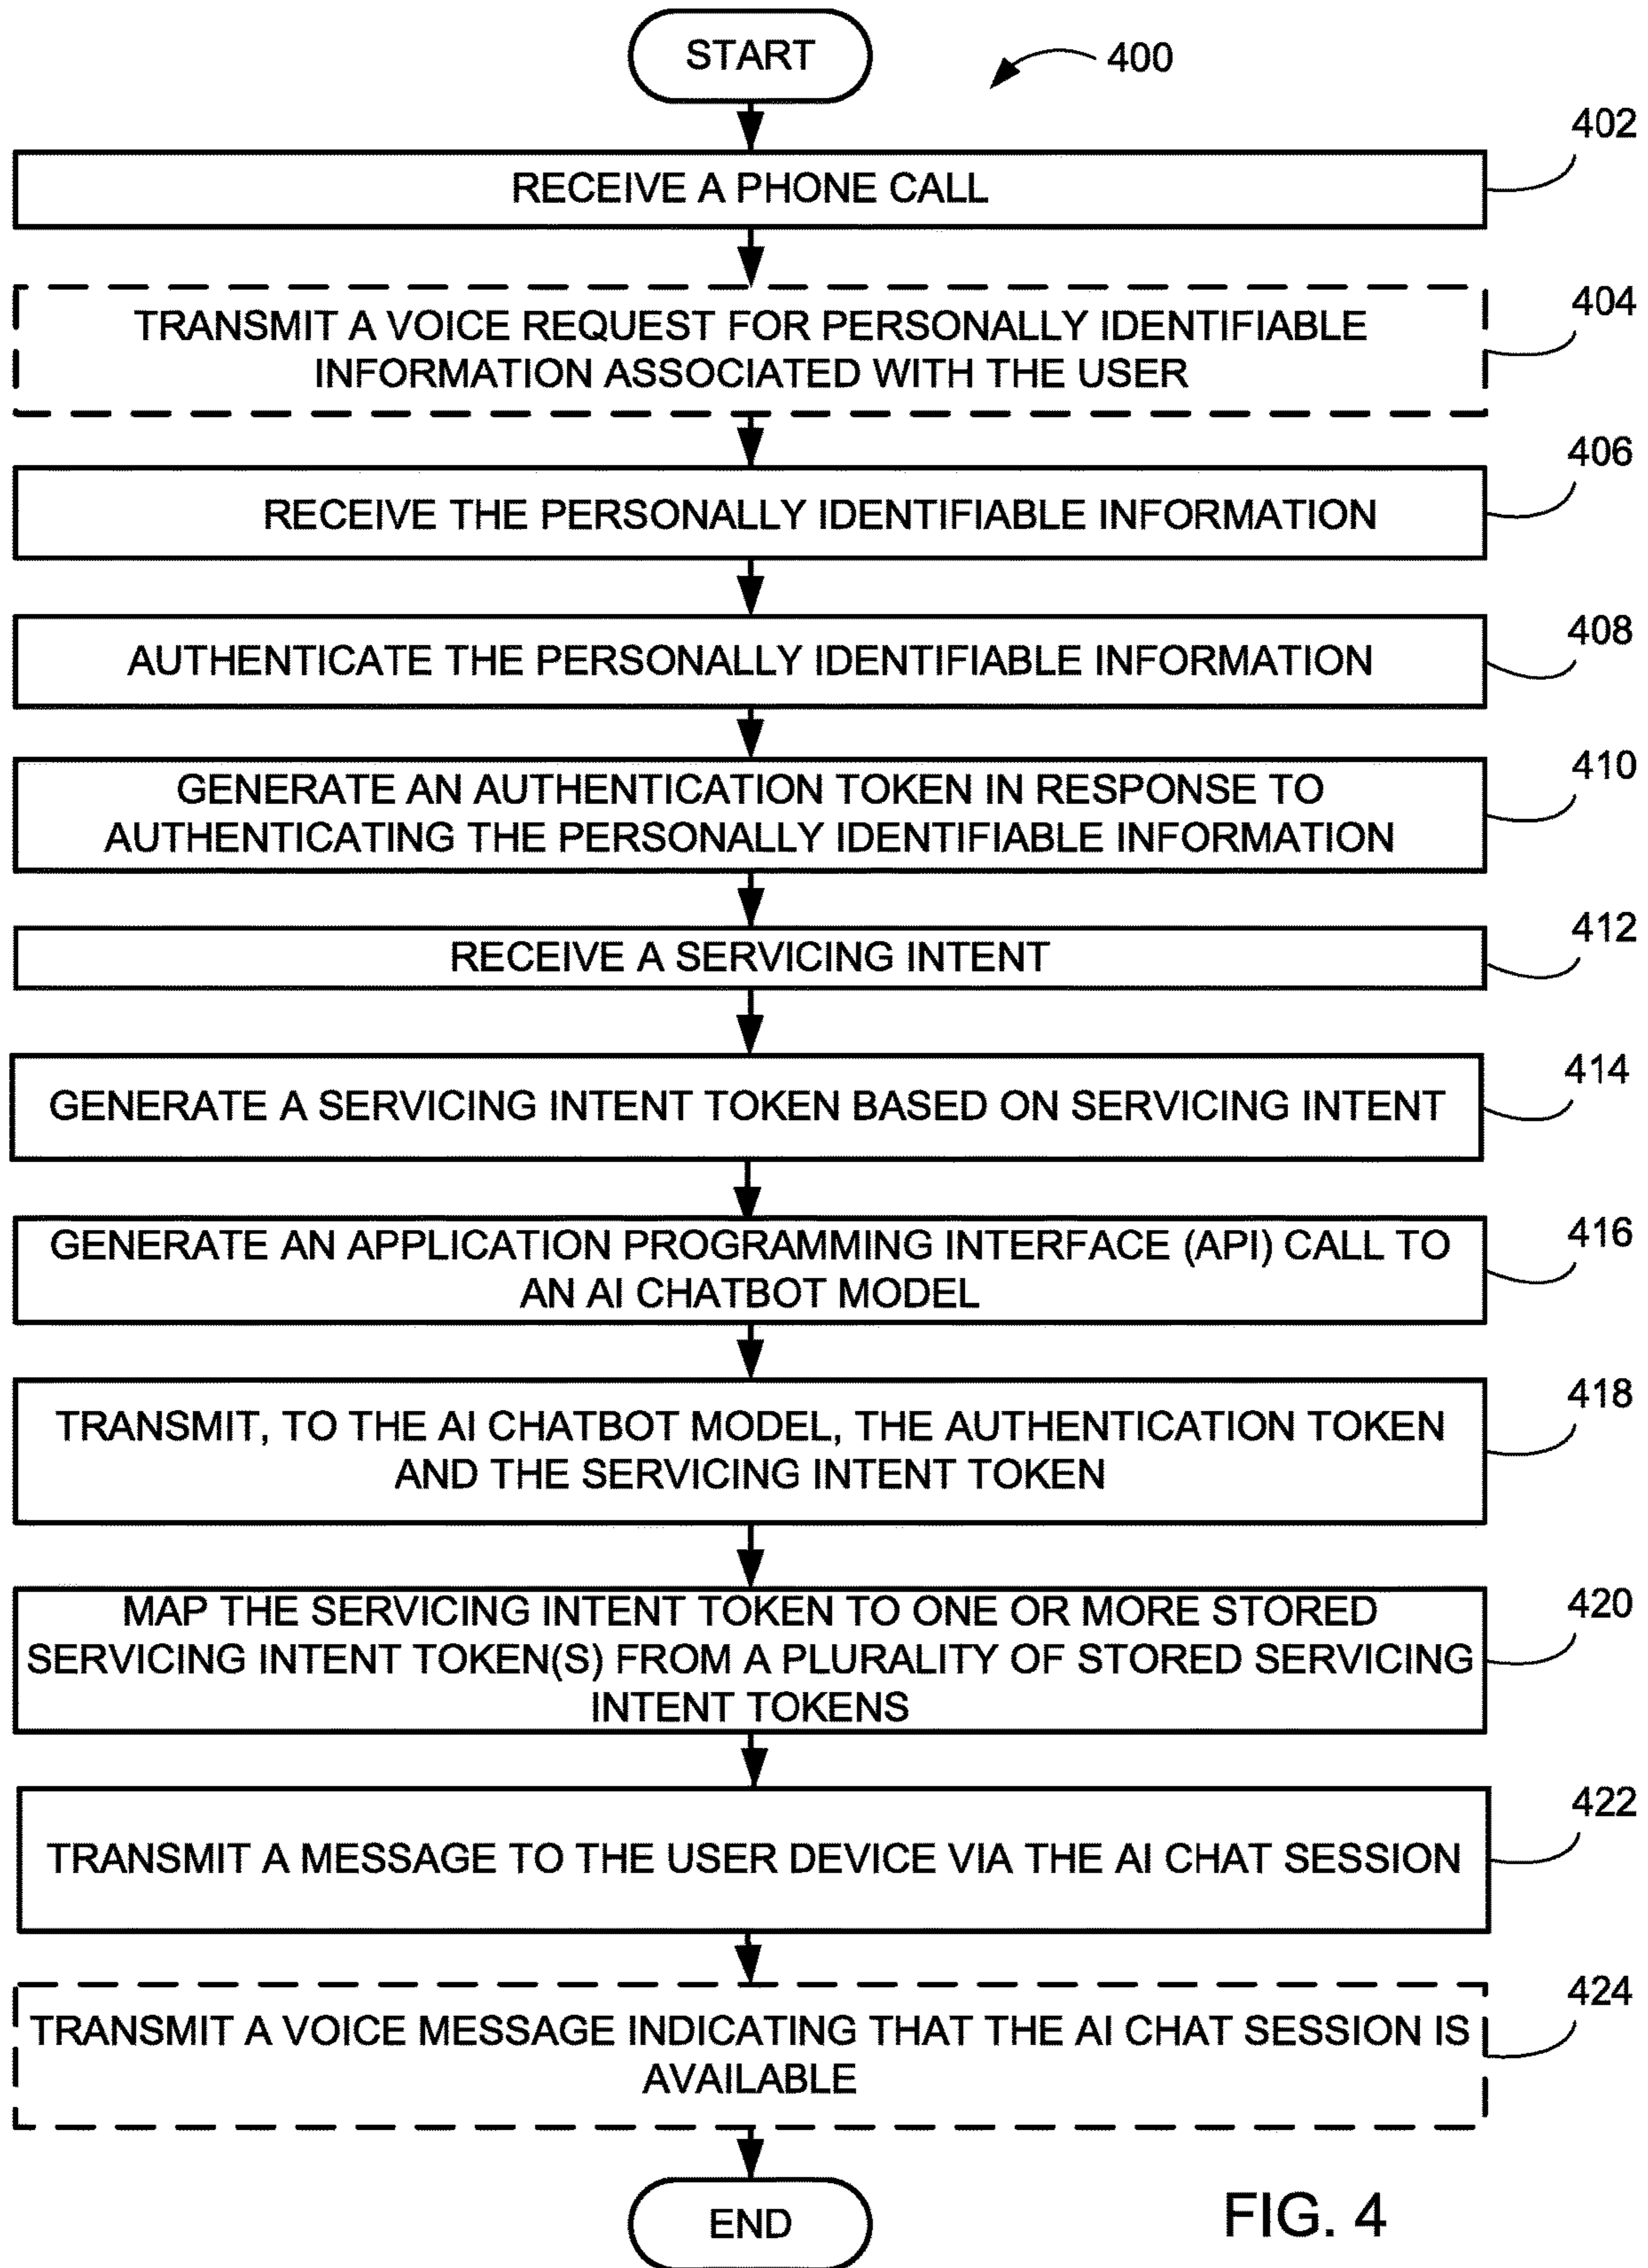 START
400
402
RECEIVE A PHONE CALL
404
TRANSMIT A VOICE REQUEST FOR PERSONALLY IDENTIFIABLE
INFORMATION ASSOCIATED WITH THE USER
406
RECEIVE THE PERSONALLY IDENTIFIABLE INFORMATION
408
AUTHENTICATE THE PERSONALLY IDENTIFIABLE INFORMATION
410
GENERATE AN AUTHENTICATION TOKEN IN RESPONSE TO
AUTHENTICATING THE PERSONALLY IDENTIFIABLE INFORMATION
412
RECEIVE A SERVICING INTENT
414
GENERATE A SERVICING INTENT TOKEN BASED ON SERVICING INTENT
416
GENERATE AN APPLICATION PROGRAMMING INTERFACE (API) CALL TO
AN AI CHATBOT MODEL
418
TRANSMIT, TO THE AI CHATBOT MODEL, THE AUTHENTICATION TOKEN
AND THE SERVICING INTENT TOKEN
420
MAP THE SERVICING INTENT TOKEN TO ONE OR MORE STORED
SERVICING INTENT TOKEN(S) FROM A PLURALITY OF STORED SERVICING
INTENT TOKENS
422
TRANSMIT A MESSAGE TO THE USER DEVICE VIA THE AI CHAT SESSION
424
TRANSMIT A VOICE MESSAGE INDICATING THAT THE AI CHAT SESSION IS
AVAILABLE
END
FIG. 4